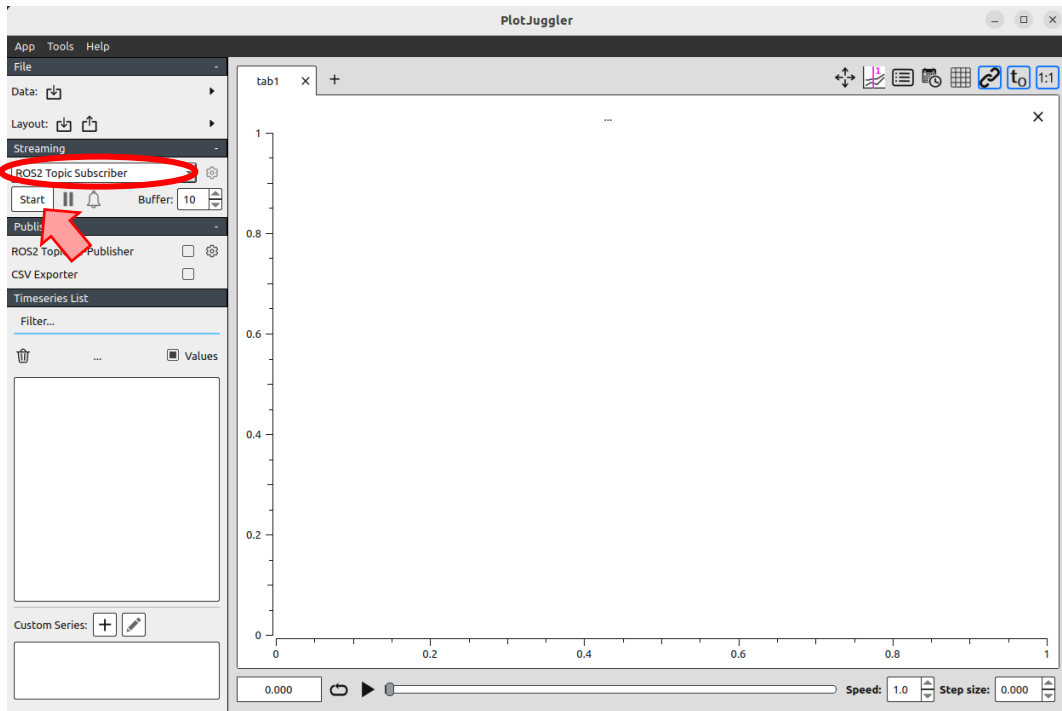 PlotJuggler
App Tools Help
File -
Data:
Layout:
Streaming -
ROS2 Topic Subscriber
Start Buffer: 10
-
ROS2 Publisher
CSV Exporter
Timeseries List
Filter...
... Values
Custom Series:
tab1 +
t0 1:1
...
1
0.8
0.6
0.4
0.2
0
0 0.2 0.4 0.6 0.8 1
0.000 Speed: 1.0 Step size: 0.000